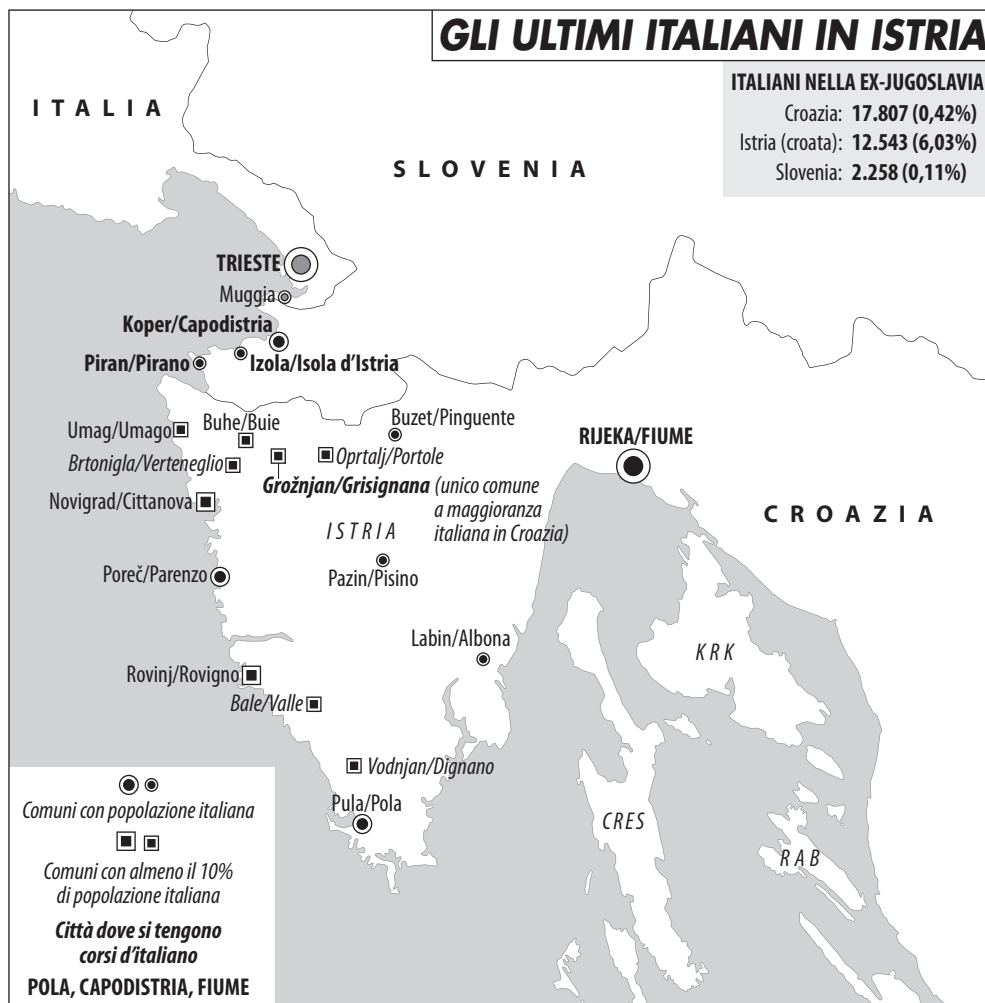 GLI ULTIMI ITALIANI IN ISTRIA
ITALIANI NELLA EX-JUGOSLAVIA
Croazia: 17.807 (0,42%)
Istria (croata): 12.543 (6,03%)
Slovenia: 2.258 (0,11%)
ITALIA
SLOVENIA
TRIESTE
Muggia
Koper/Capodistria
Piran/Pirano
Izola/Isola d'Istria
Umag/Umago
Buhe/Buie
Buzet/Pinguente
Brtonigla/Verteneglio
Oprtalj/Portole
RIJEKA/FIUME
Grožnjan/Grisignana (unico comune
a maggioranza
italiana in Croazia)
Novigrad/Cittanova
ISTRIA
CROAZIA
Poreč/Parenzo
Pazin/Pisino
Labin/Albona
KRK
Rovinj/Rovigno
Bale/Valle
Vodnjan/Dignano
Pula/Pola
CRES
RAB
Comuni con popolazione italiana
Comuni con almeno il 10%
di popolazione italiana
Città dove si tengono
corsi d'italiano
POLA, CAPODISTRIA, FIUME